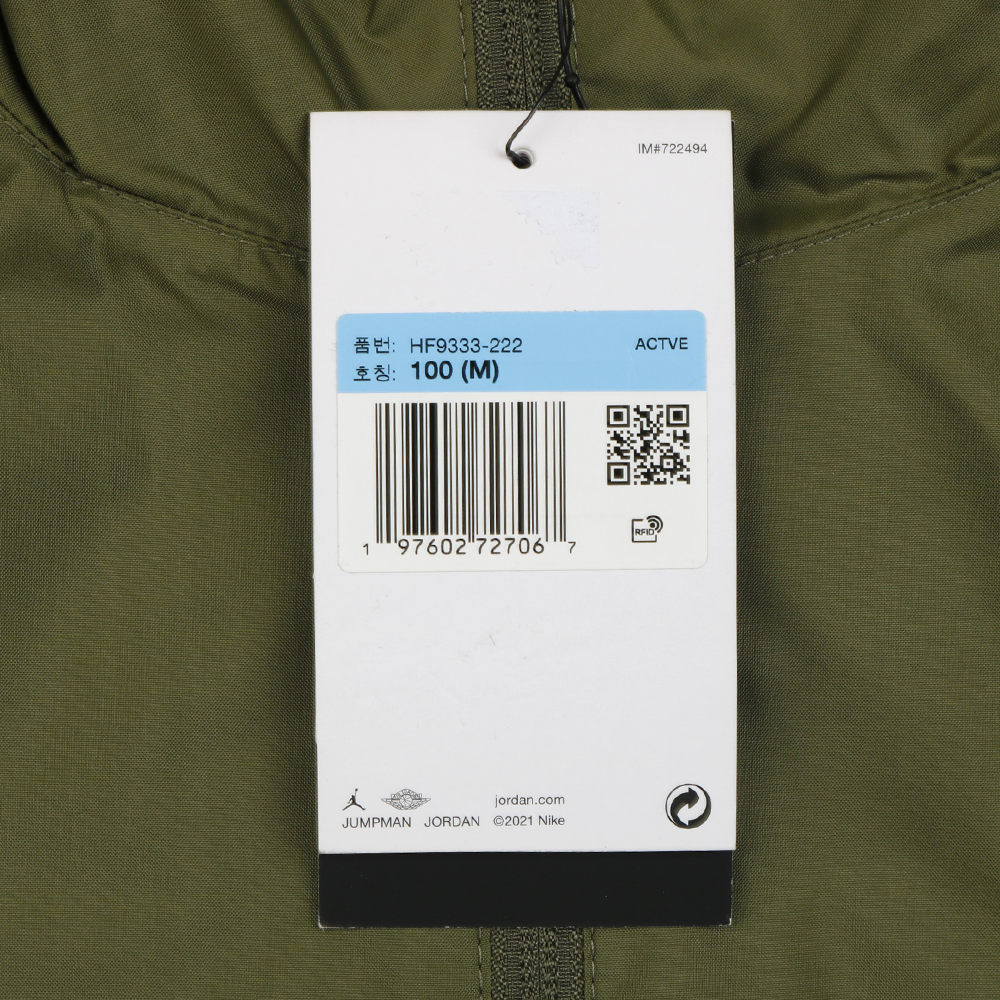 IM#722494
품번: HF9333-222 ACTVE
호칭: 100 (M)
1 97602 72706 7
RFID
jordan.com
JUMPMAN JORDAN ©2021 Nike